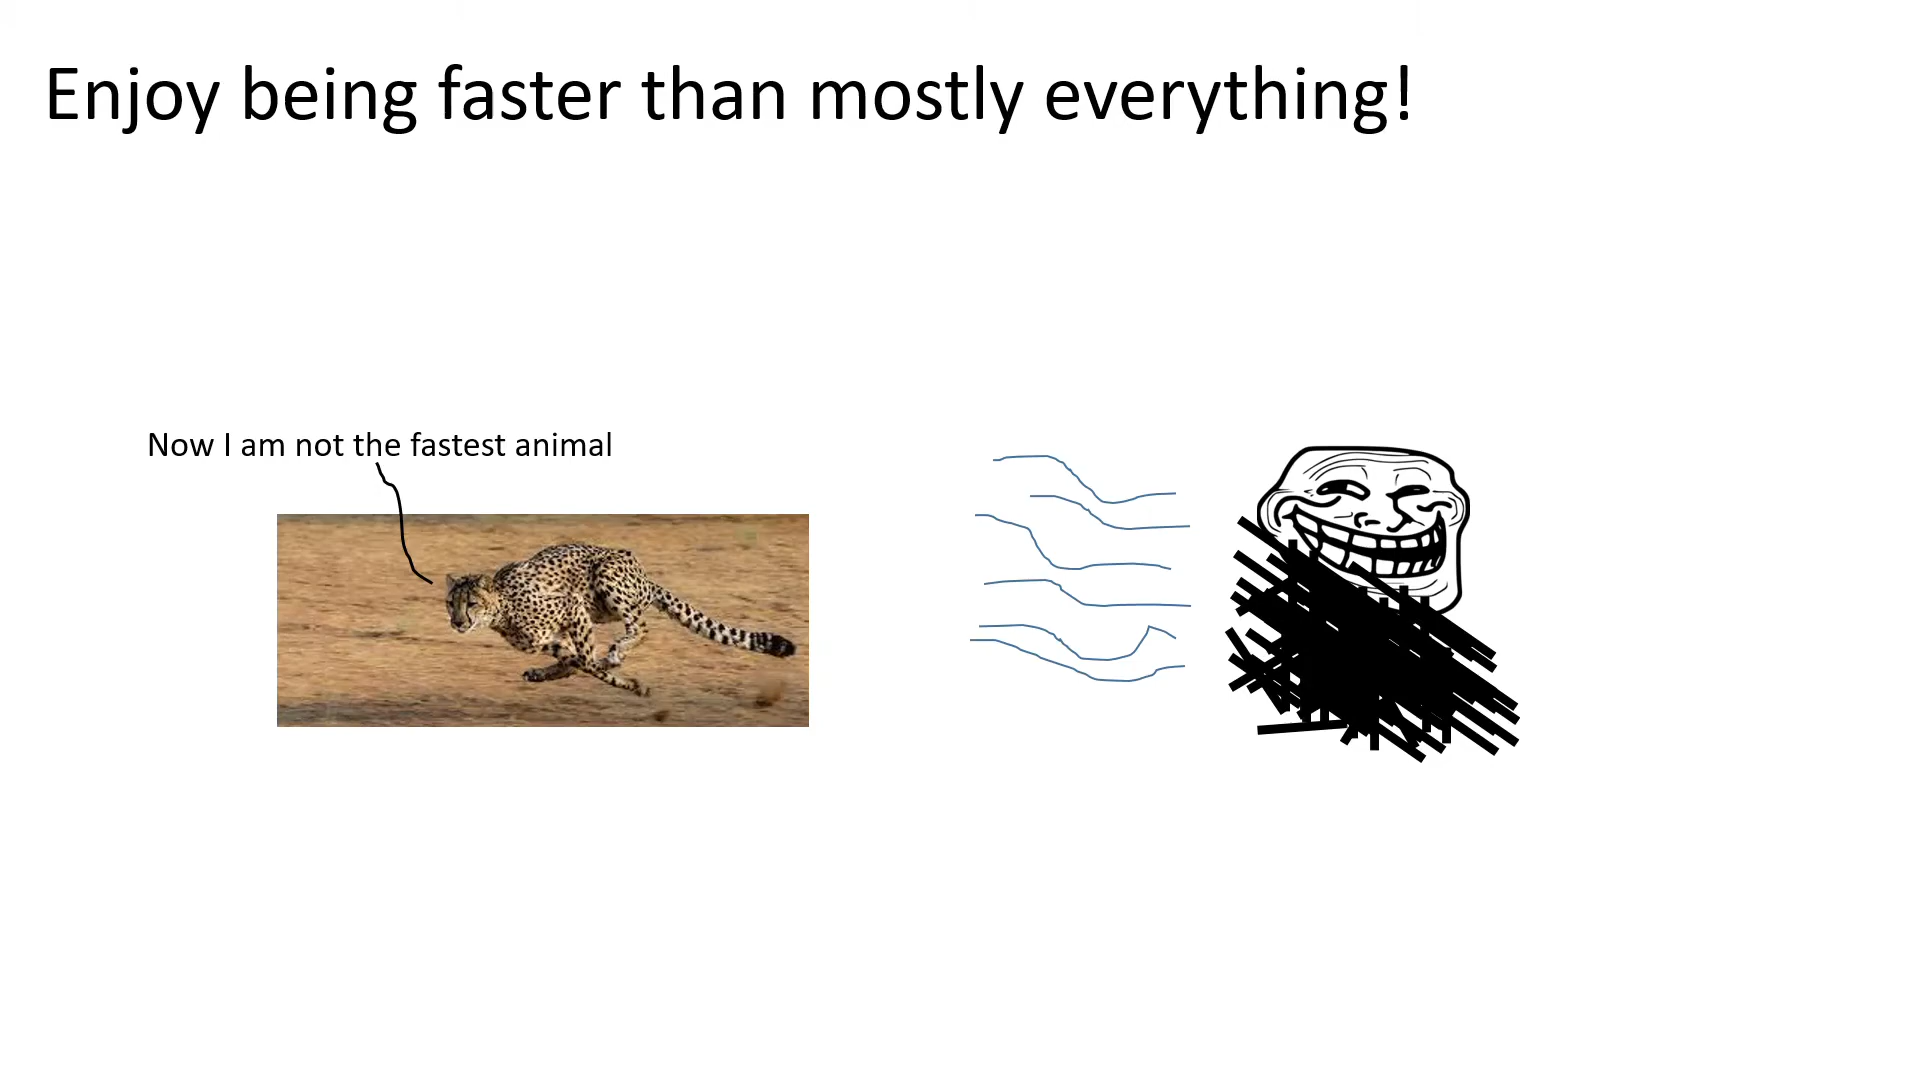 Enjoy being faster than mostly everything!
Now I am not the fastest animal